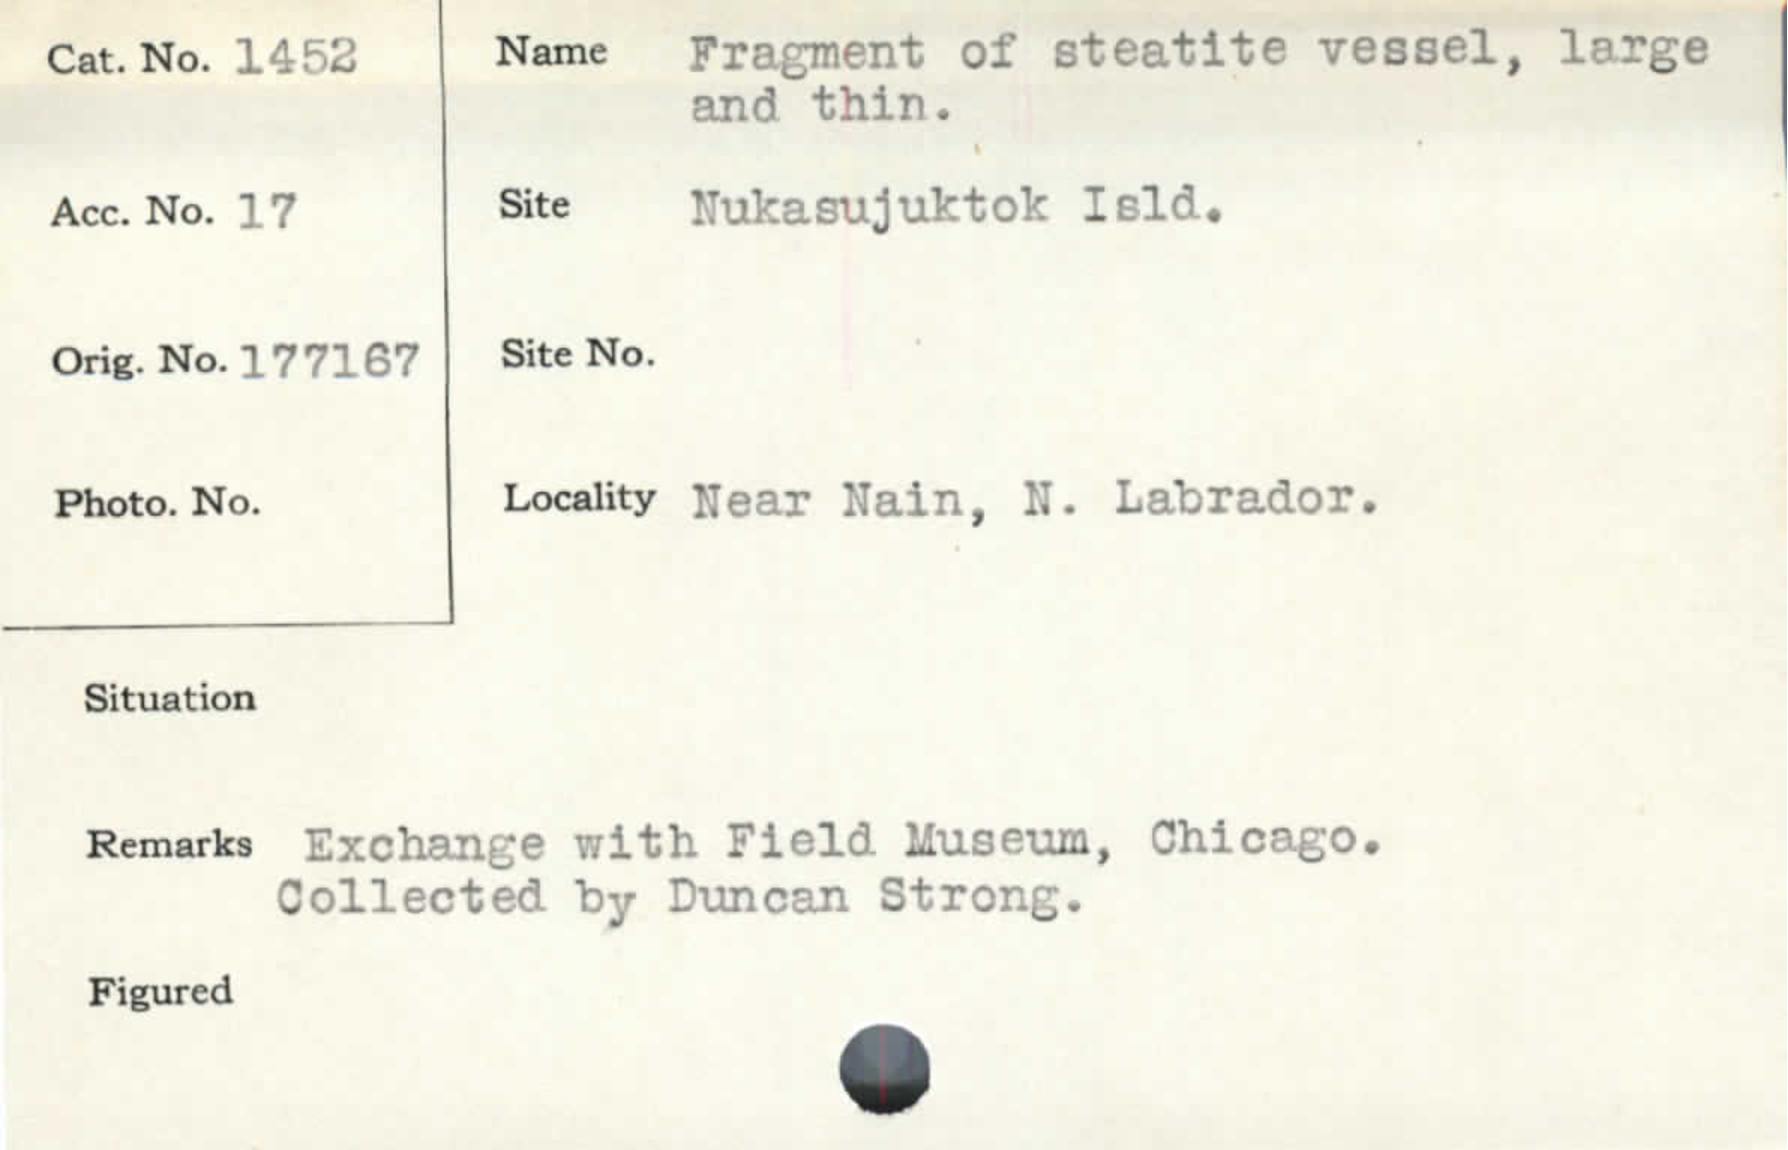 Cat. No. 1452
Name Fragment of steatite vessel, large
and thin.
Acc. No. 17
Site Nukasujuktok Isld.
Orig. No. 177167
Site No.
Photo. No.
Locality Near Nain, N. Labrador.
Situation
Remarks Exchange with Field Museum, Chicago.
Collected by Duncan Strong.
Figured